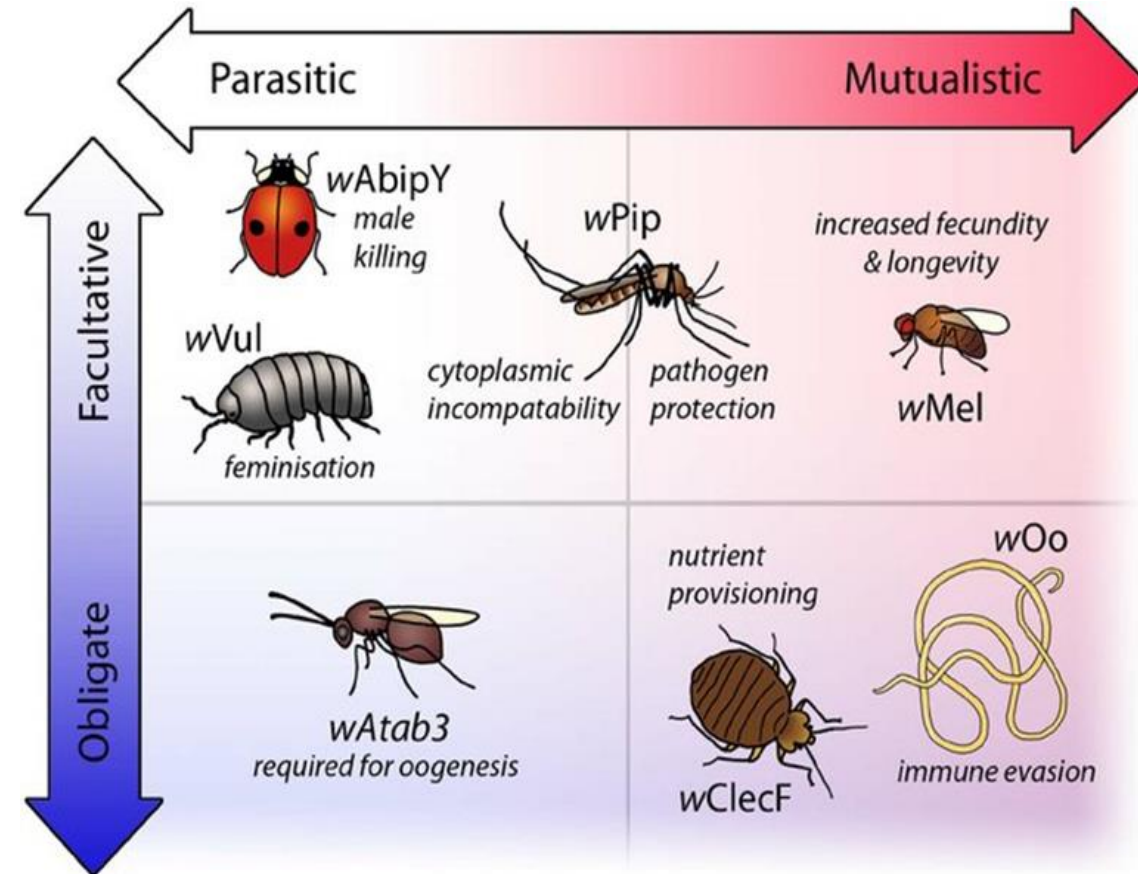 Parasitic
Mutualistic
Facultative
Obligate
wAbipY
male
killing
wVul
feminisation
wPip
cytoplasmic
incompatability
pathogen
protection
increased fecundity
& longevity
wMel
wAtab3
required for oogenesis
nutrient
provisioning
wClecF
wOo
immune evasion